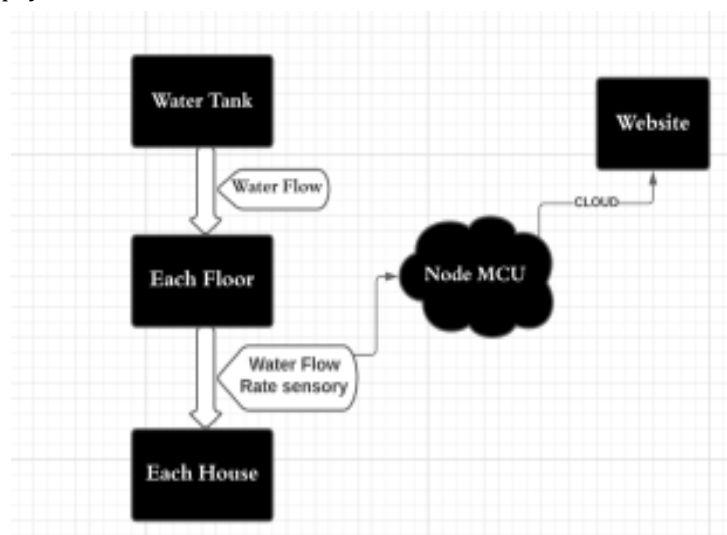 Water Tank
Website
Water Flow
CLOUD
Each Floor
Node MCU
Water Flow
Rate sensory
Each House